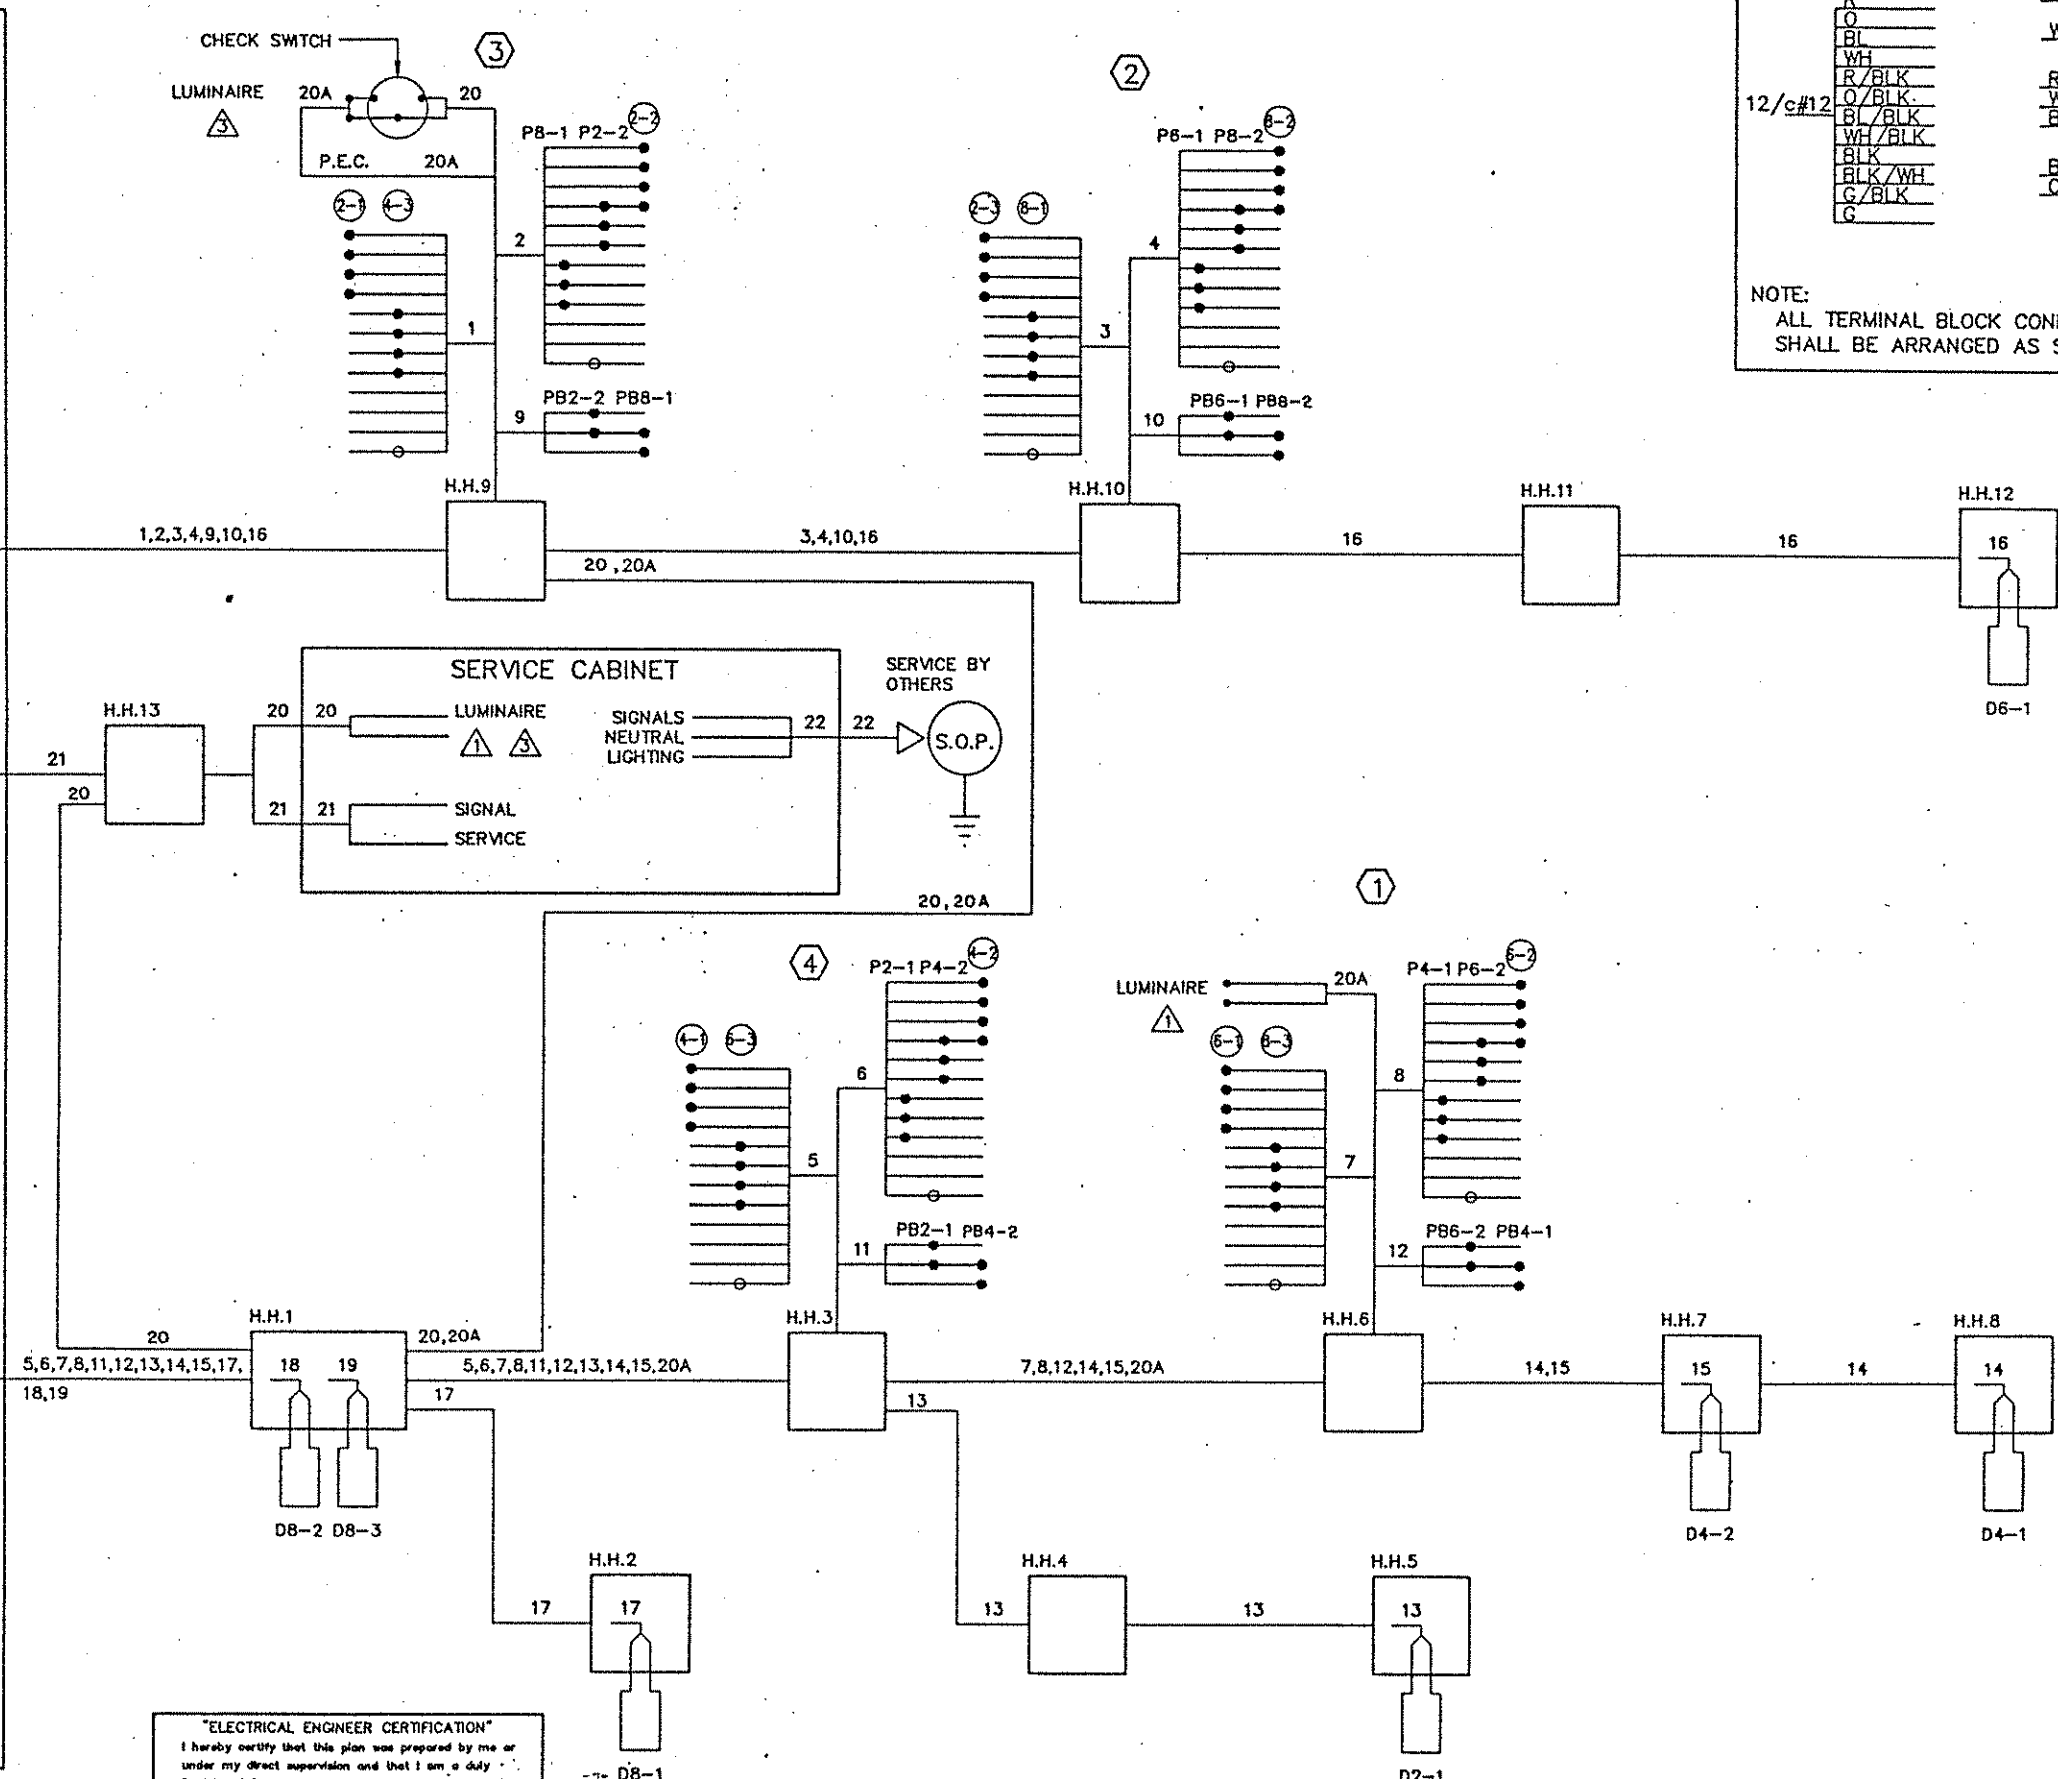 CHECK SWITCH
3
LUMINAIRE
3
20A
20
P.E.C.
20A
2-1
4-3
P8-1 P2-2
2-2
2
1
9
PB2-2 PB8-1
H.H.9
1,2,3,4,9,10,16
3,4,10,16
20 ,20A
2
P6-1 P8-2
8-2
2-3
8-1
4
3
10
PB6-1 PB8-2
H.H.10
16
H.H.11
16
H.H.12
16
D6-1
12/c#12
O
BL
WH
R/BLK
O/BLK
BL/BLK
WH/BLK
BLK
BLK/WH
G/BLK
G
NOTE:
ALL TERMINAL BLOCK
SHALL BE ARRANGED AS
SERVICE CABINET
SERVICE BY
OTHERS
H.H.13
21
20
20
20
LUMINAIRE
1
3
21
21
SIGNAL
SERVICE
SIGNALS
NEUTRAL
LIGHTING
22
22
S.O.P.
20,20A
4
P2-1 P4-2
4-2
4-1
6-3
6
5
11
PB2-1 PB4-2
H.H.3
1
LUMINAIRE
1
20A
P4-1 P6-2
6-2
6-1
8-3
8
7
12
PB6-2 PB4-1
H.H.6
H.H.1
20
5,6,7,8,11,12,13,14,15,17,
18,19
18
19
D8-2 D8-3
20,20A
5,6,7,8,11,12,13,14,15,20A
17
7,8,12,14,15,20A
13
14,15
H.H.7
15
D4-2
14
H.H.8
14
D4-1
H.H.2
17
17
D8-1
H.H.4
13
13
H.H.5
13
D2-1
"ELECTRICAL ENGINEER CERTIFICATION"
I hereby certify that this plan was prepared by me or
under my direct supervision and that I am a duly